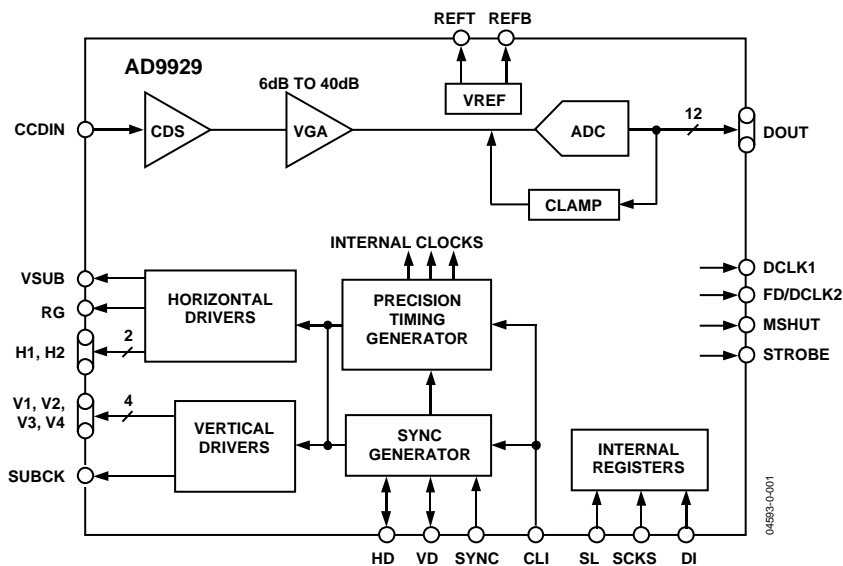 REFT REFB
AD9929
6dB TO 40dB
VREF
CCDIN
CDS
VGA
ADC
12
DOUT
CLAMP
INTERNAL CLOCKS
VSUB
RG
H1, H2
2
HORIZONTAL
DRIVERS
PRECISION
TIMING
GENERATOR
DCLK1
FD/DCLK2
MSHUT
STROBE
V1, V2,
V3, V4
4
SUBCK
VERTICAL
DRIVERS
SYNC
GENERATOR
INTERNAL
REGISTERS
HD VD SYNC CLI SL SCKS DI
04593-0-001